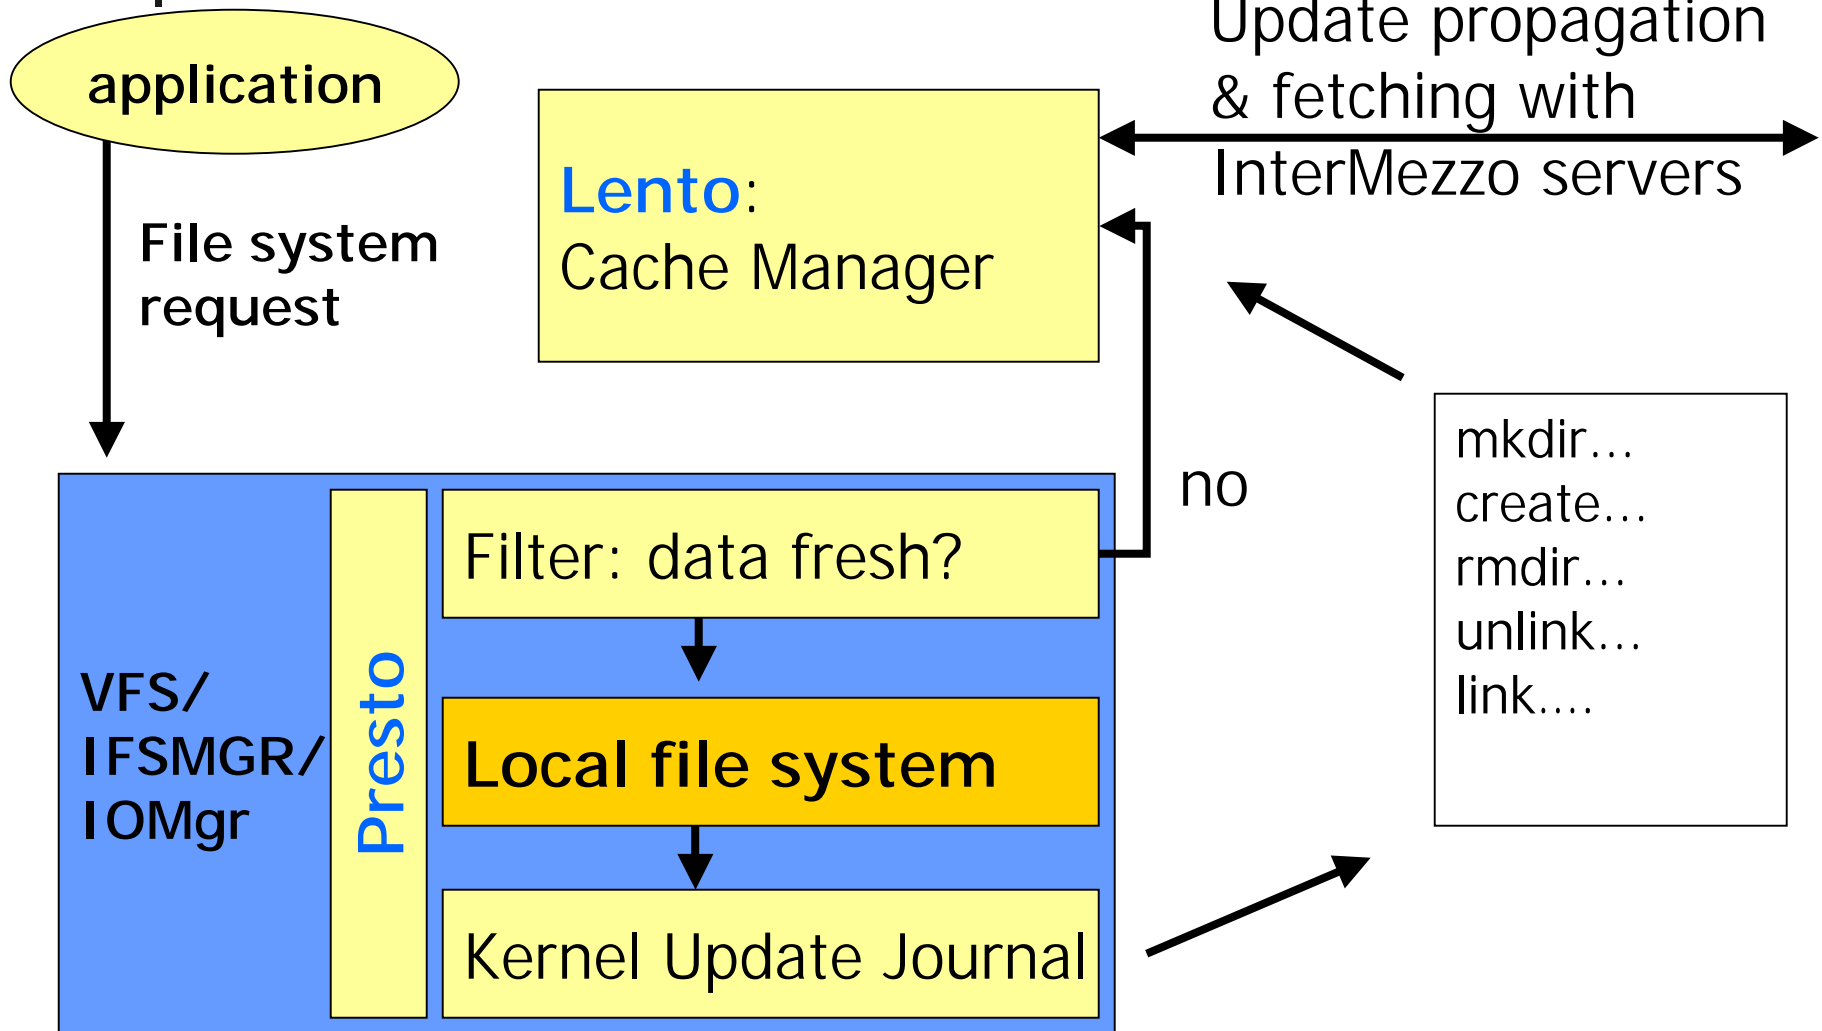 application
Update propagation
& fetching with
InterMezzo servers
Lento:
Cache Manager
File system
request
no
mkdir...
create...
rmdir...
unlink...
link....
VFS/
IFSMGR/
IOMgr
Presto
Filter: data fresh?
Local file system
Kernel Update Journal